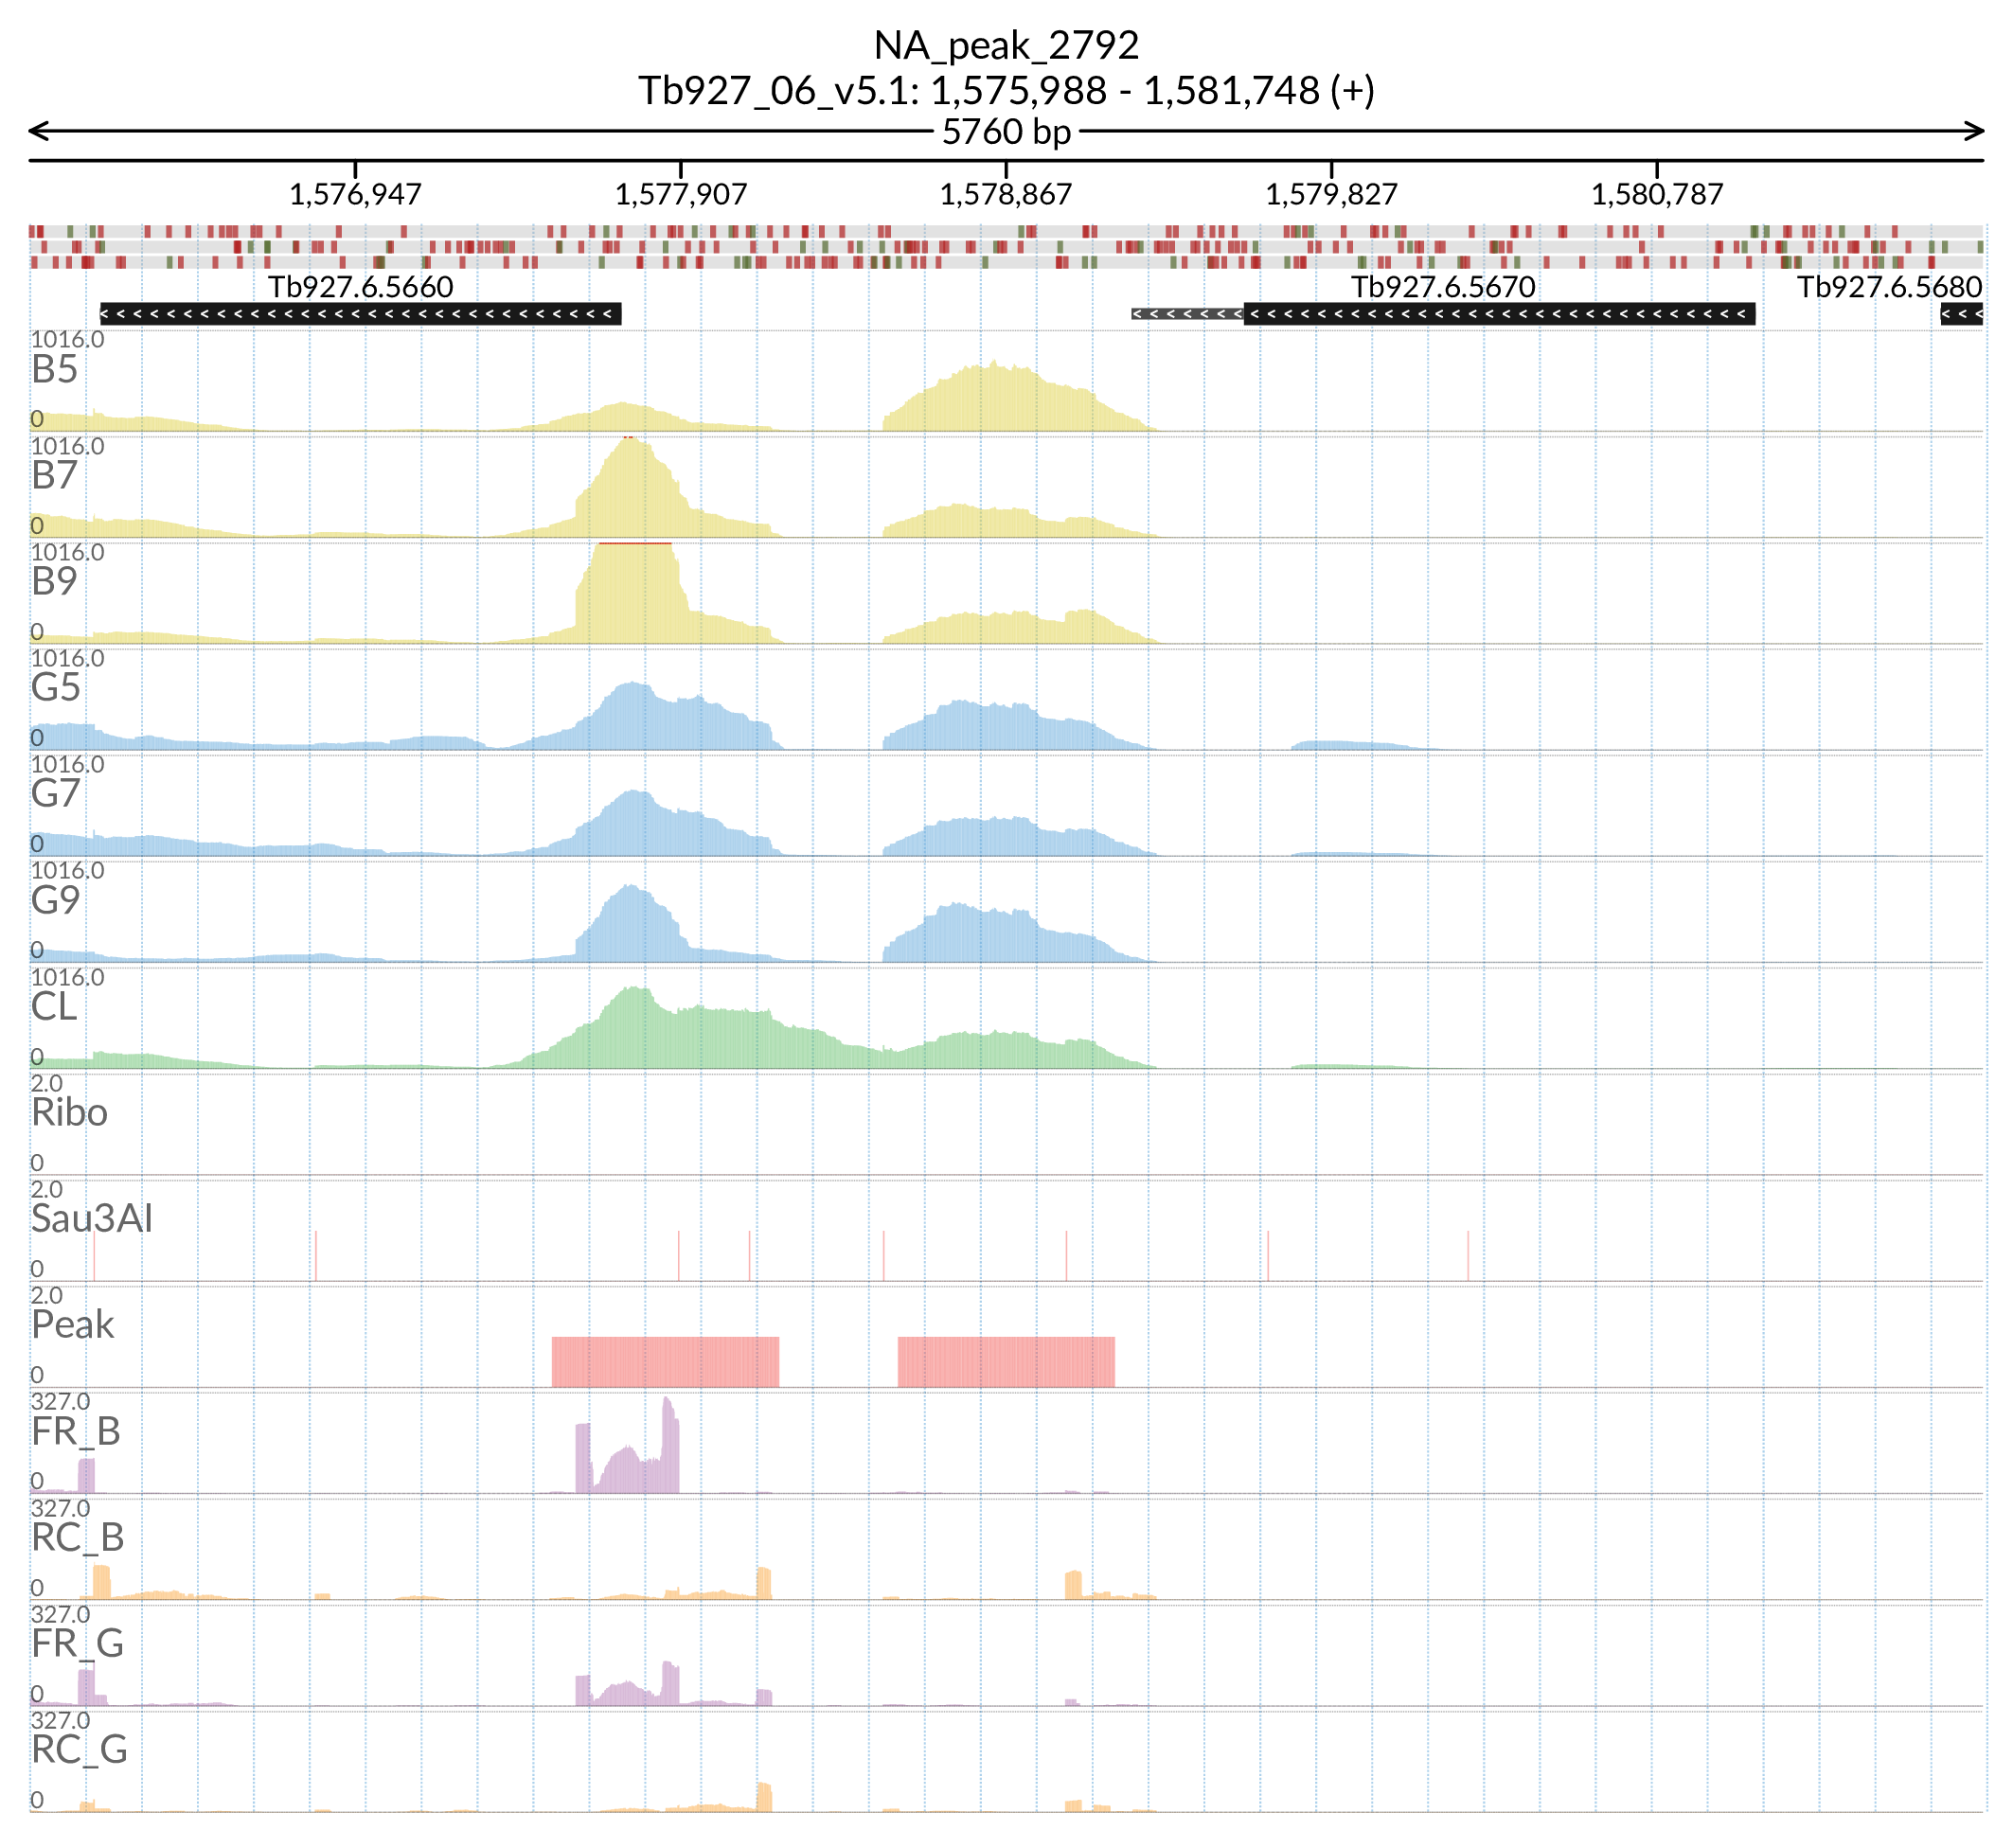 NA_peak_2792
Tb927_06_v5.1: 1,575,988 - 1,581,748 (+)
5760 bp
1,576,947 1,577,907 1,578,867 1,579,827 1,580,787
Tb927.6.5660 Tb927.6.5670 Tb927.6.5680
1016.0
B5
0
1016.0
B7
0
1016.0
B9
0
1016.0
G5
0
1016.0
G7
0
1016.0
G9
0
1016.0
CL
0
2.0
Ribo
0
2.0
Sau3AI
0
2.0
Peak
0
327.0
FR_B
0
327.0
RC_B
0
327.0
FR_G
0
327.0
RC_G
0